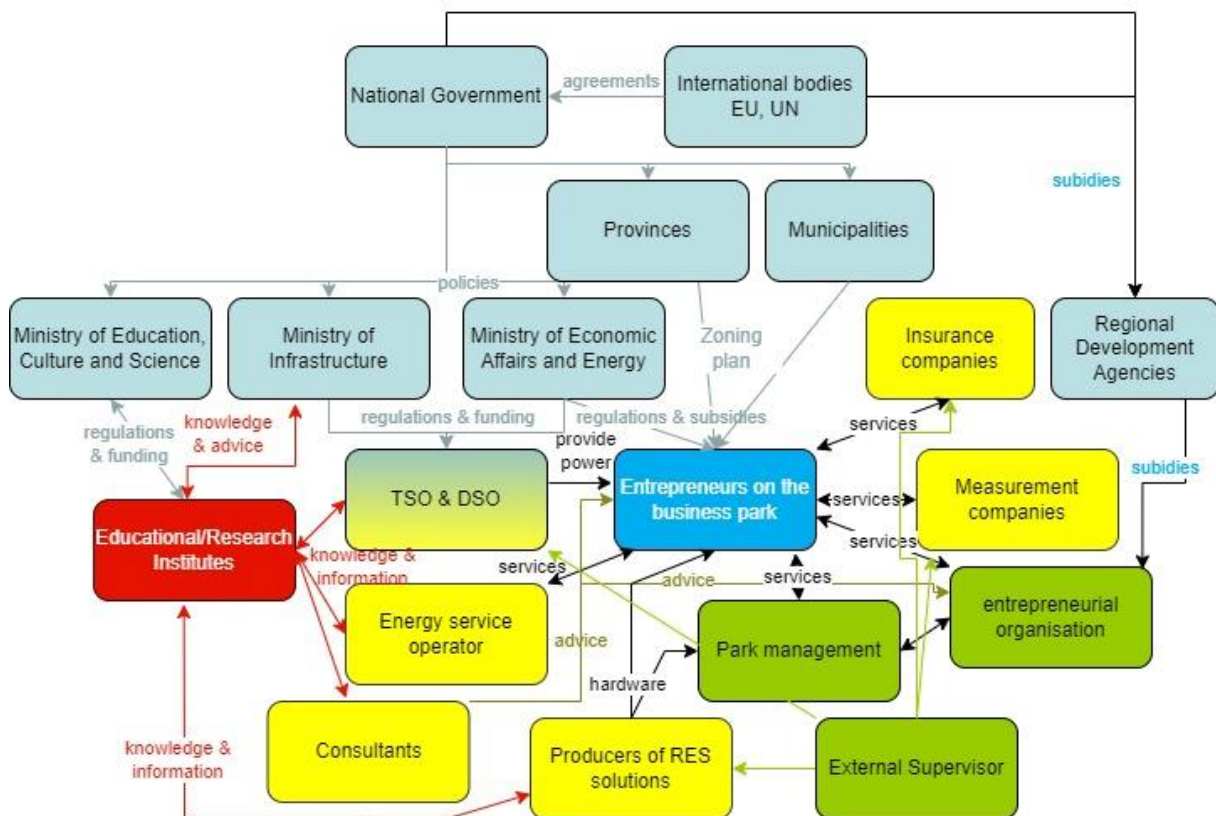 National Government
agreements
International bodies
EU, UN
subidies
Provinces
Municipalities
policies
Ministry of Education,
Culture and Science
Ministry of
Infrastructure
Ministry of Economic
Affairs and Energy
Zoning
plan
Insurance
companies
Regional
Development
Agencies
regulations
& funding
knowledge
& advice
regulations & funding
regulations & subsidies
provide
power
services
subidies
TSO & DSO
Entrepreneurs on the
business park
services
Measurement
companies
Educational/Research
Institutes
knowledge &
information
services
services
services
advice
Energy service
operator
advice
entrepreneurial
organisation
Park management
hardware
knowledge &
information
Consultants
Producers of RES
solutions
External Supervisor